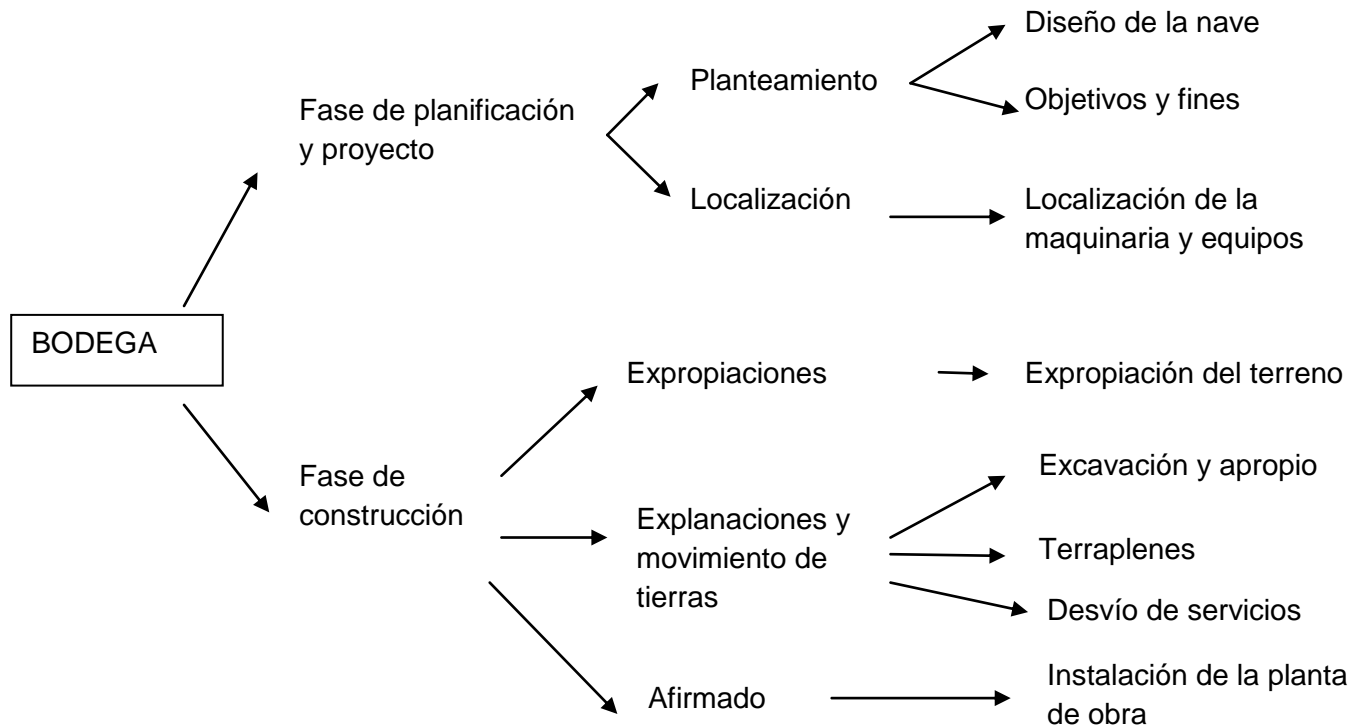 Diseño de la nave
Planteamiento
Fase de planificación
y proyecto
Objetivos y fines
Localización
Localización de la
maquinaria y equipos
BODEGA
Expropiaciones
Expropiación del terreno
Fase de
construcción
Excavación y apropio
Explanaciones y
movimiento de
tierras
Terraplenes
Desvío de servicios
Afirmado
Instalación de la planta
de obra